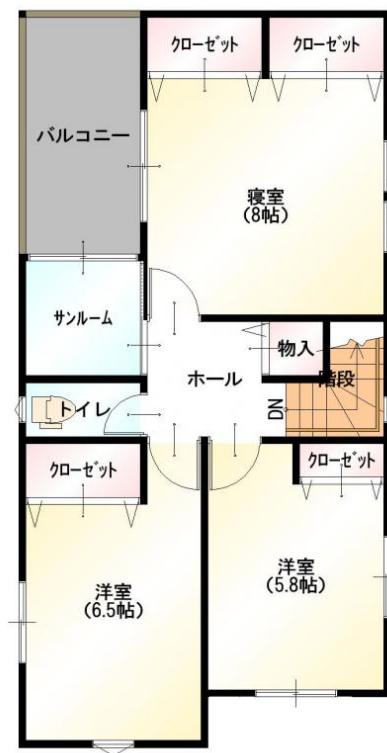 クローゼット クローゼット
バルコニー
寝室
(8帖)
サンルーム
物入 階段
ホール
トイレ DN
クローゼット クローゼット
洋室
(5.8帖)
洋室
(6.5帖)